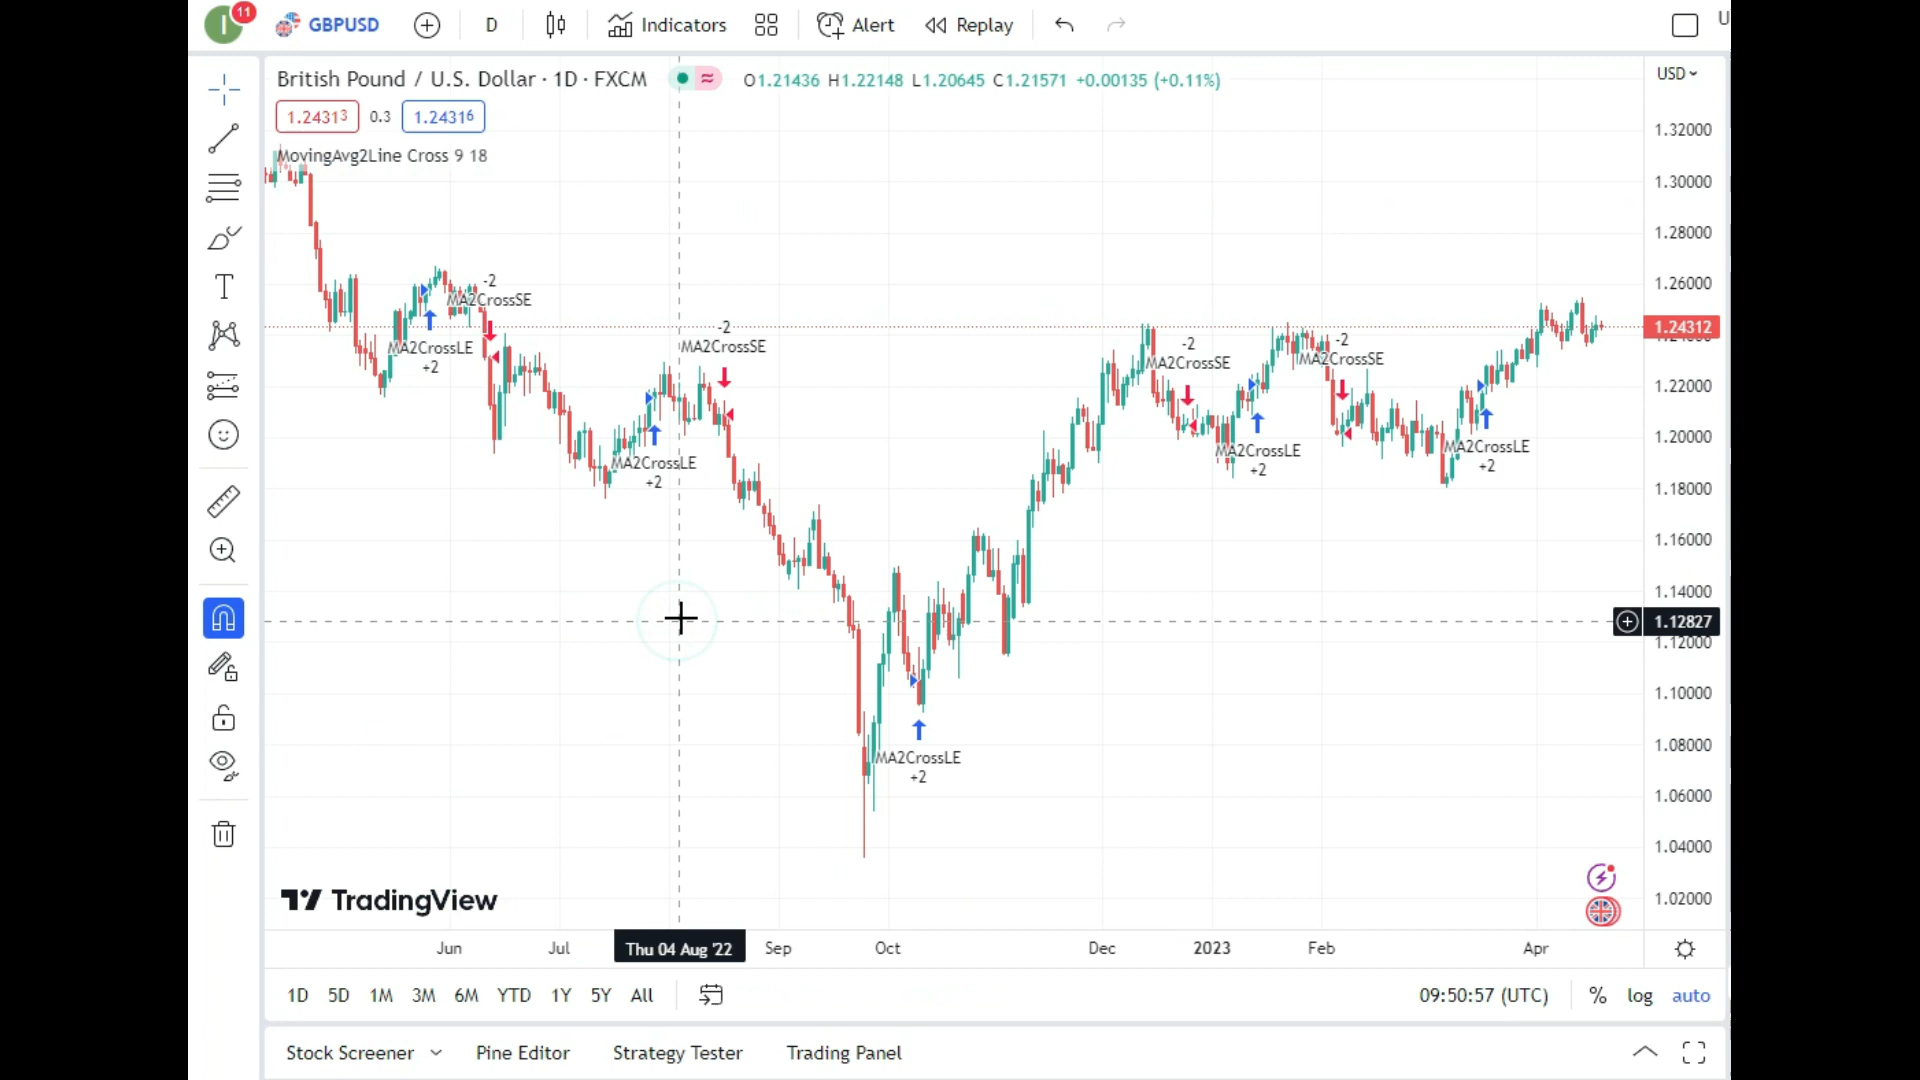 I 11 GBPUSD D Indicators Alert Replay U
British Pound / U.S. Dollar · 1D · FXCM O1.21436 H1.22148 L1.20645 C1.21571 +0.00135 (+0.11%) USD
1.24313 0.3 1.24316
MovingAvg2Line Cross 9 18
1.32000
1.30000
1.28000
1.26000
1.24312
1.22000
1.20000
1.18000
1.16000
1.14000
1.12827
1.12000
1.10000
1.08000
1.06000
1.04000
1.02000
-2
MA2CrossSE
MA2CrossLE
+2
-2
MA2CrossSE
MA2CrossLE
+2
MA2CrossLE
+2
-2
MA2CrossSE
MA2CrossLE
+2
-2
MA2CrossSE
MA2CrossLE
+2
TradingView
Jun Jul Thu 04 Aug '22 Sep Oct Dec 2023 Feb Apr
1D 5D 1M 3M 6M YTD 1Y 5Y All 09:50:57 (UTC) % log auto
Stock Screener Pine Editor Strategy Tester Trading Panel